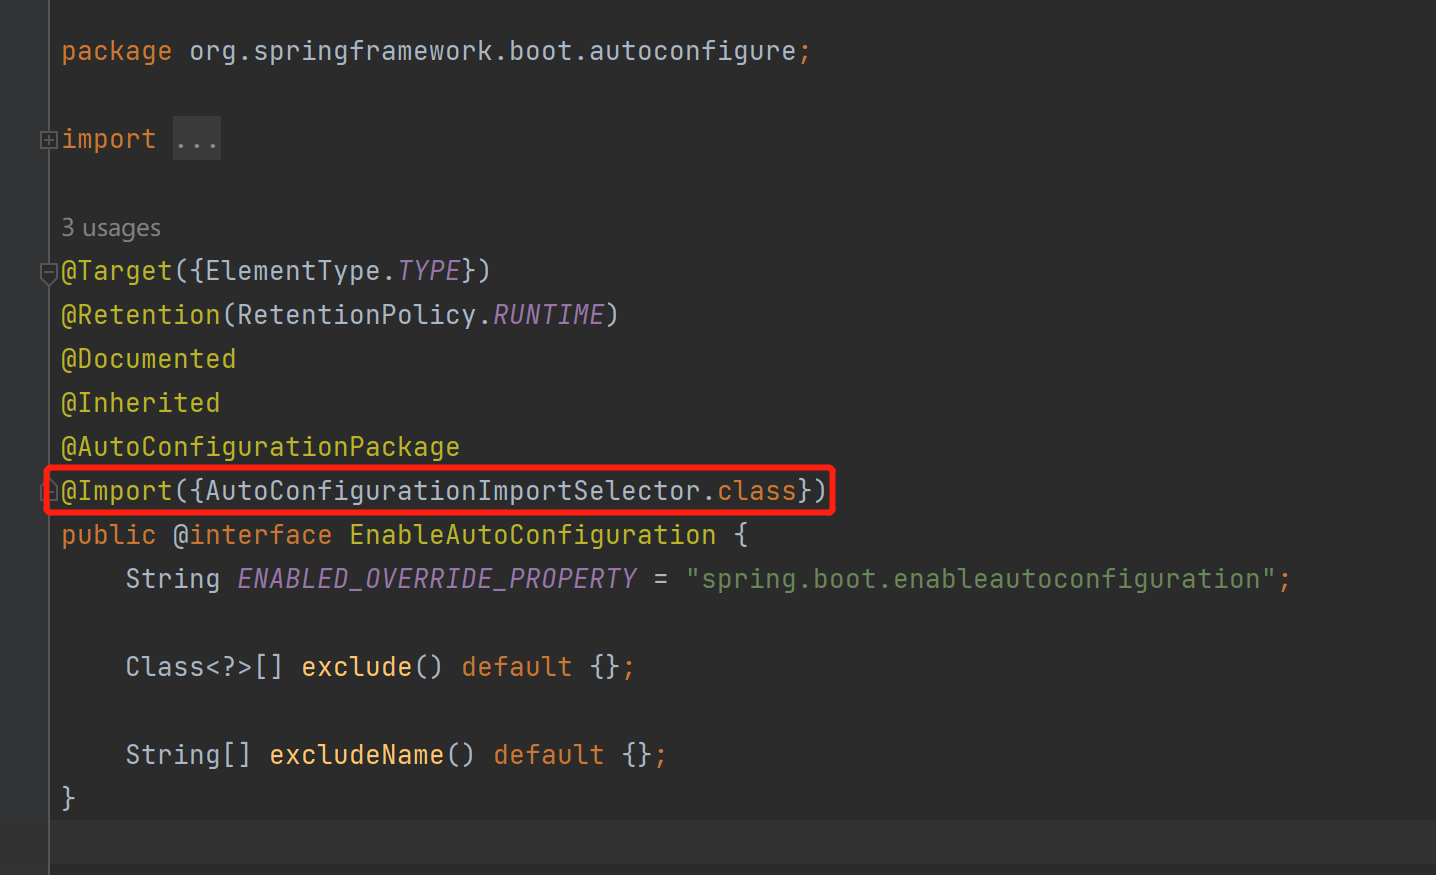 package org.springframework.boot.autoconfigure;
import ...
3 usages
@Target({ElementType.TYPE})
@Retention(RetentionPolicy.RUNTIME)
@Documented
@Inherited
@AutoConfigurationPackage
@Import({AutoConfigurationImportSelector.class})
public @interface EnableAutoConfiguration {
    String ENABLED_OVERRIDE_PROPERTY = "spring.boot.enableautoconfiguration";
    Class<?>[] exclude() default {};
    String[] excludeName() default {};
}